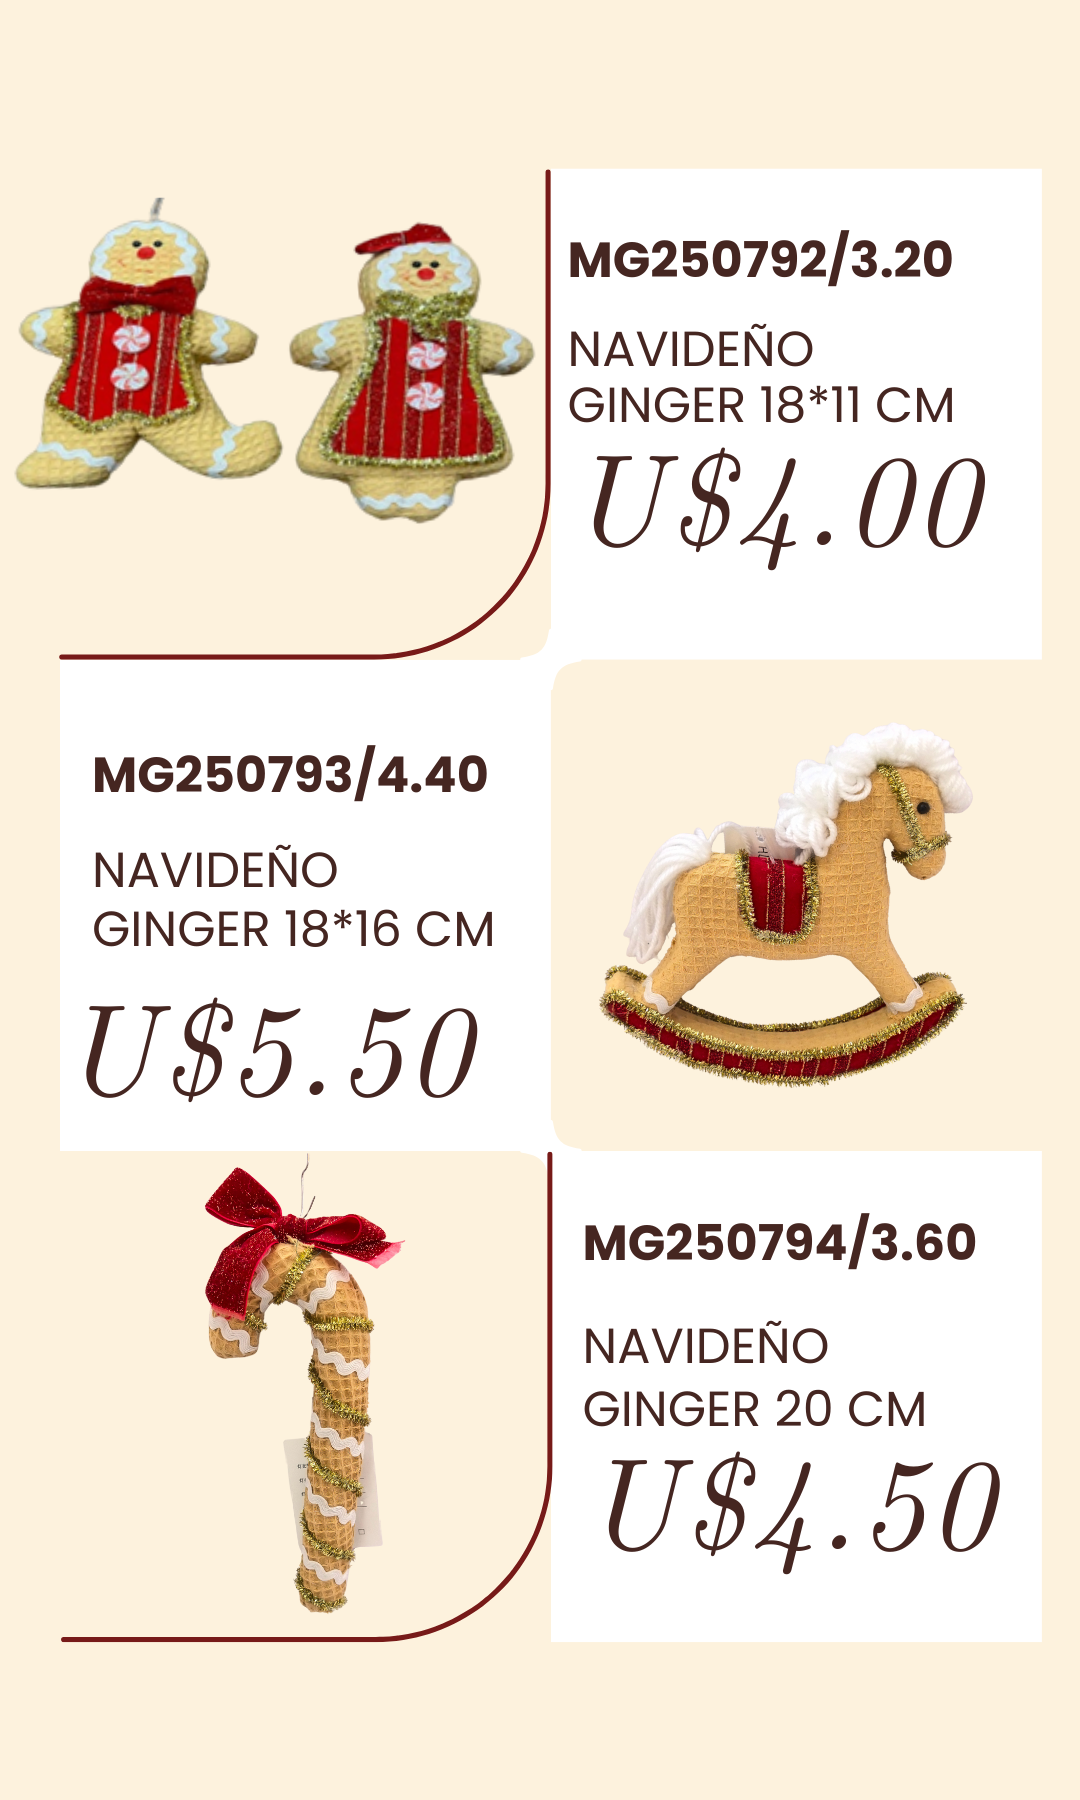 MG250792/3.20
NAVIDEÑO
GINGER 18*11 CM
U$4.00
MG250793/4.40
NAVIDEÑO
GINGER 18*16 CM
U$5.50
MG250794/3.60
NAVIDEÑO
GINGER 20 CM
U$4.50